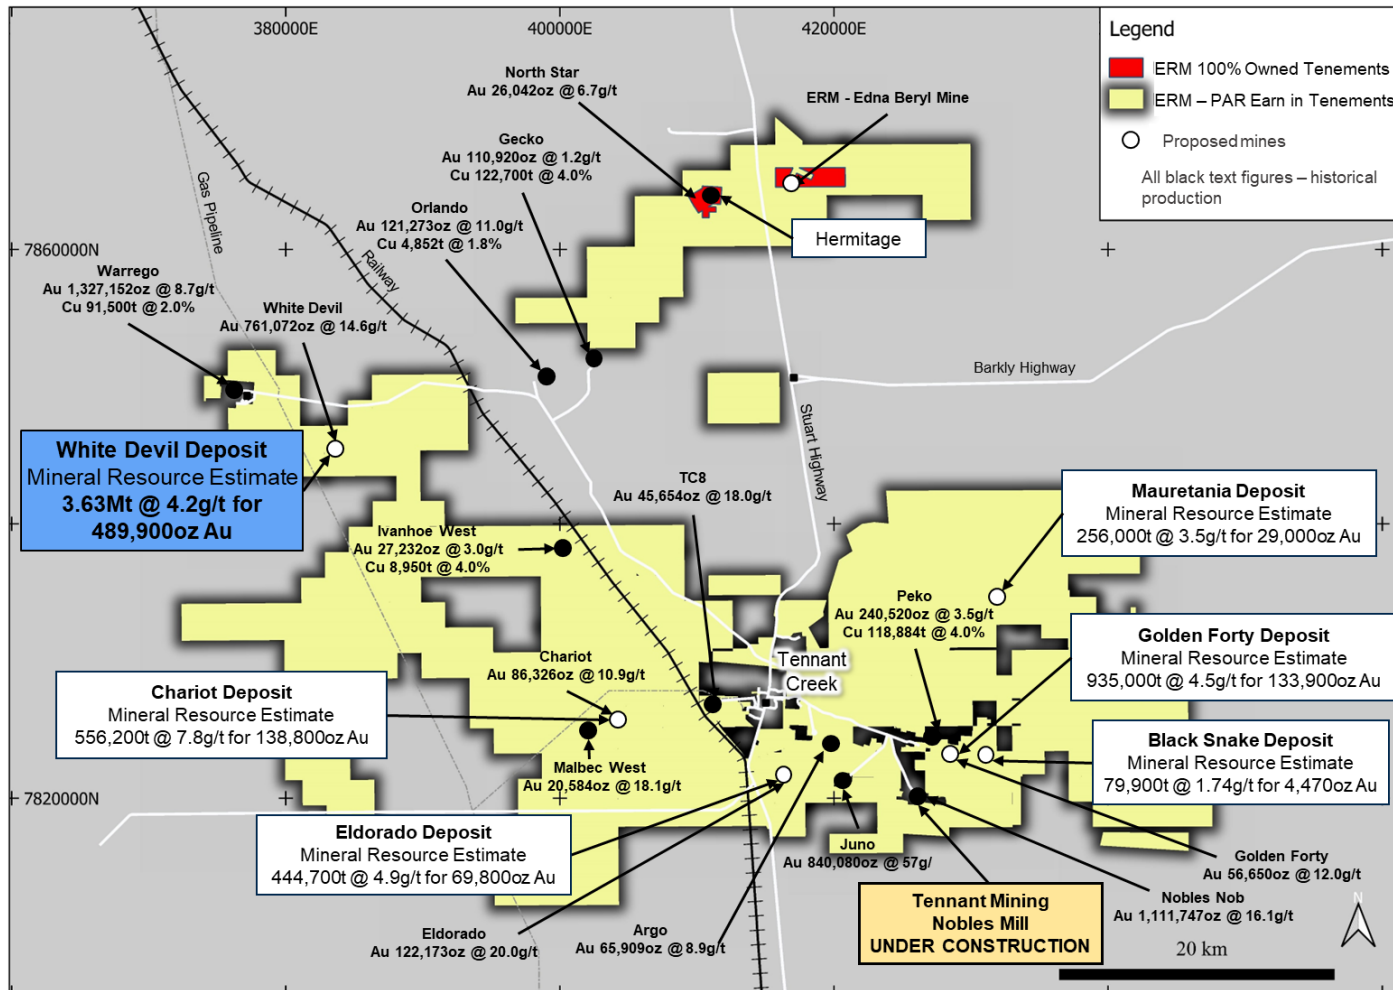 380000E
400000E
420000E
Legend
ERM 100% Owned Tenements
ERM – PAR Earn in Tenements
Proposed mines
All black text figures – historical
production
North Star
Au 26,042oz @ 6.7g/t
ERM - Edna Beryl Mine
Gecko
Au 110,920oz @ 1.2g/t
Cu 122,700t @ 4.0%
Orlando
Au 121,273oz @ 11.0g/t
Cu 4,852t @ 1.8%
Hermitage
Gas Pipeline
Railway
7860000N
Warrego
Au 1,327,152oz @ 8.7g/t
Cu 91,500t @ 2.0%
White Devil
Au 761,072oz @ 14.6g/t
Barkly Highway
Stuart Highway
White Devil Deposit
Mineral Resource Estimate
3.63Mt @ 4.2g/t for
489,900oz Au
TC8
Au 45,654oz @ 18.0g/t
Mauretania Deposit
Mineral Resource Estimate
256,000t @ 3.5g/t for 29,000oz Au
Ivanhoe West
Au 27,232oz @ 3.0g/t
Cu 8,950t @ 4.0%
Peko
Au 240,520oz @ 3.5g/t
Cu 118,884t @ 4.0%
Golden Forty Deposit
Mineral Resource Estimate
935,000t @ 4.5g/t for 133,900oz Au
Tennant
Creek
Chariot
Au 86,326oz @ 10.9g/t
Chariot Deposit
Mineral Resource Estimate
556,200t @ 7.8g/t for 138,800oz Au
Black Snake Deposit
Mineral Resource Estimate
79,900t @ 1.74g/t for 4,470oz Au
Malbec West
Au 20,584oz @ 18.1g/t
7820000N
Eldorado Deposit
Mineral Resource Estimate
444,700t @ 4.9g/t for 69,800oz Au
Juno
Au 840,080oz @ 57g/
Golden Forty
Au 56,650oz @ 12.0g/t
Nobles Nob
Au 1,111,747oz @ 16.1g/t
Tennant Mining
Nobles Mill
UNDER CONSTRUCTION
Eldorado
Au 122,173oz @ 20.0g/t
Argo
Au 65,909oz @ 8.9g/t
N
20 km